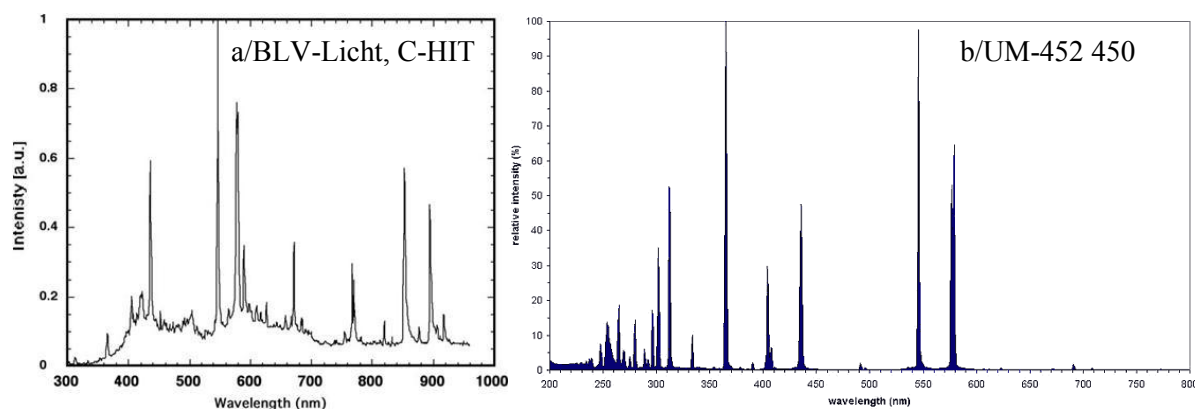 a/BLV-Licht, C-HIT
Intenisty [a.u.]
1
0.8
0.6
0.4
0.2
0
300 400 500 600 700 800 900 1000
Wavelength (nm)
b/UM-452 450
relative intensity (%)
100
90
80
70
60
50
40
30
20
10
0
200 250 300 350 400 450 500 550 600 650 700 750 800
wavelength (nm)